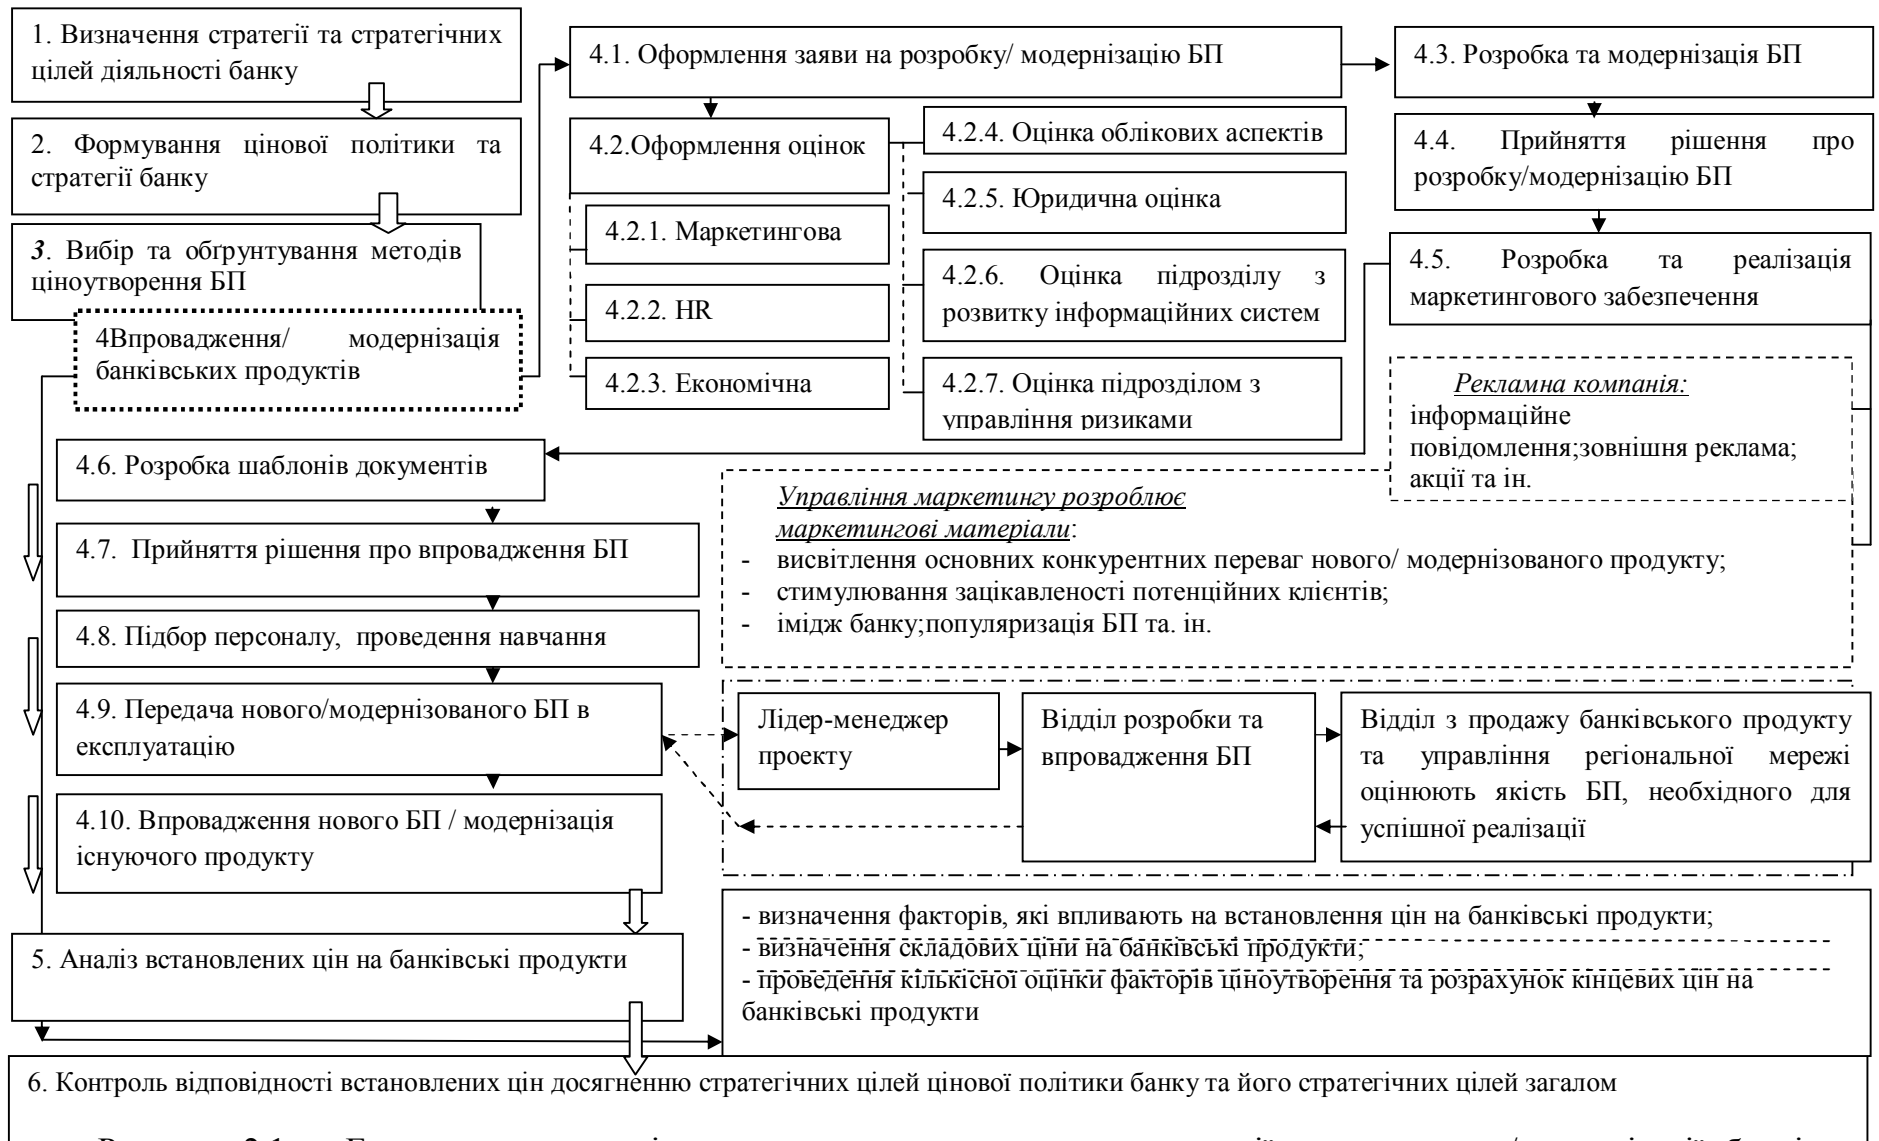 1. Визначення стратегії та стратегічних
цілей діяльності банку
2. Формування цінової політики та
стратегії банку
3. Вибір та обґрунтування методів
ціноутворення БП
4Впровадження/ модернізація
банківських продуктів
4.1. Оформлення заяви на розробку/ модернізацію БП
4.2.Оформлення оцінок
4.2.1. Маркетингова
4.2.2. HR
4.2.3. Економічна
4.2.4. Оцінка облікових аспектів
4.2.5. Юридична оцінка
4.2.6. Оцінка підрозділу з
розвитку інформаційних систем
4.2.7. Оцінка підрозділом з
управління ризиками
4.3. Розробка та модернізація БП
4.4. Прийняття рішення про
розробку/модернізацію БП
4.5. Розробка та реалізація
маркетингового забезпечення
Рекламна компанія:
інформаційне
повідомлення;зовнішня реклама;
акції та ін.
Управління маркетингу розроблює
маркетингові матеріали:
- висвітлення основних конкурентних переваг нового/ модернізованого продукту;
- стимулювання зацікавленості потенційних клієнтів;
- імідж банку;популяризація БП та. ін.
4.6. Розробка шаблонів документів
4.7. Прийняття рішення про впровадження БП
4.8. Підбор персоналу, проведення навчання
4.9. Передача нового/модернізованого БП в
експлуатацію
Лідер-менеджер
проекту
Відділ розробки та
впровадження БП
Відділ з продажу банківського продукту
та управління регіональної мережі
оцінюють якість БП, необхідного для
успішної реалізації
4.10. Впровадження нового БП / модернізація
існуючого продукту
5. Аналіз встановлених цін на банківські продукти
- визначення факторів, які впливають на встановлення цін на банківські продукти;
- визначення складових ціни на банківські продукти;
- проведення кількісної оцінки факторів ціноутворення та розрахунок кінцевих цін на
банківські продукти
6. Контроль відповідності встановлених цін досягненню стратегічних цілей цінової політики банку та його стратегічних цілей загалом